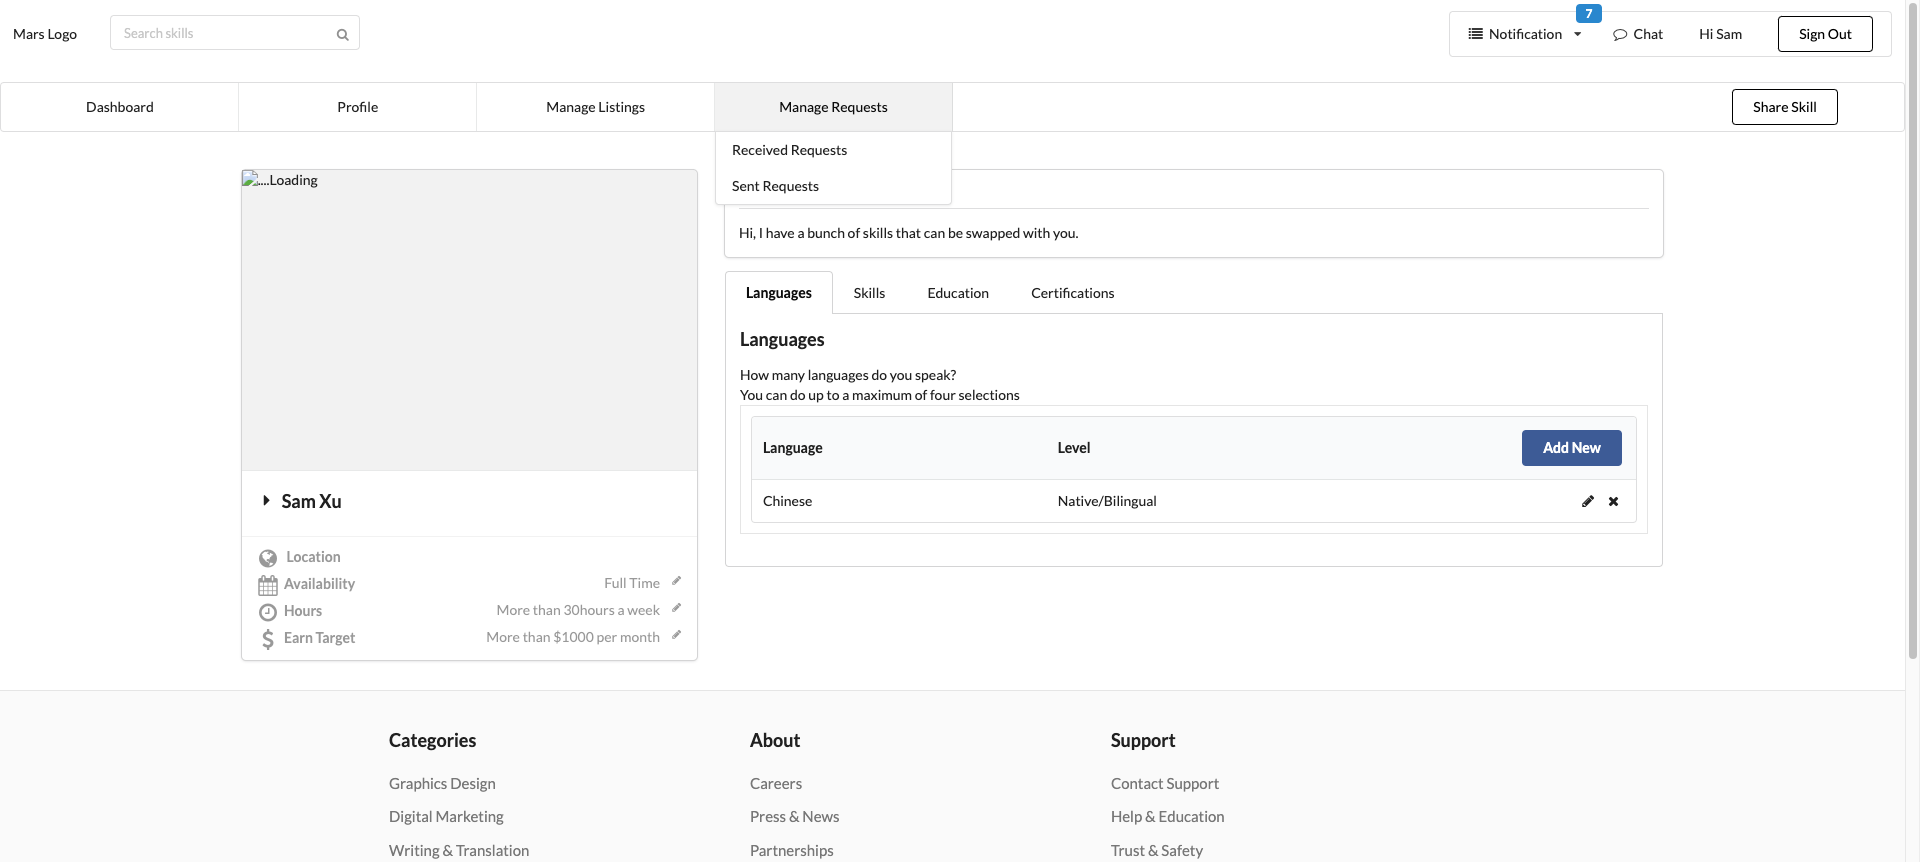 Mars Logo
Search skills
7
Notification
Chat
Hi Sam
Sign Out
Dashboard
Profile
Manage Listings
Manage Requests
Share Skill
Received Requests
Sent Requests
....Loading
Hi, I have a bunch of skills that can be swapped with you.
Languages
Skills
Education
Certifications
Languages
How many languages do you speak?
You can do up to a maximum of four selections
Language
Level
Add New
Chinese
Native/Bilingual
Sam Xu
Location
Availability
Full Time
Hours
More than 30hours a week
Earn Target
More than $1000 per month
Categories
About
Support
Graphics Design
Careers
Contact Support
Digital Marketing
Press & News
Help & Education
Writing & Translation
Partnerships
Trust & Safety